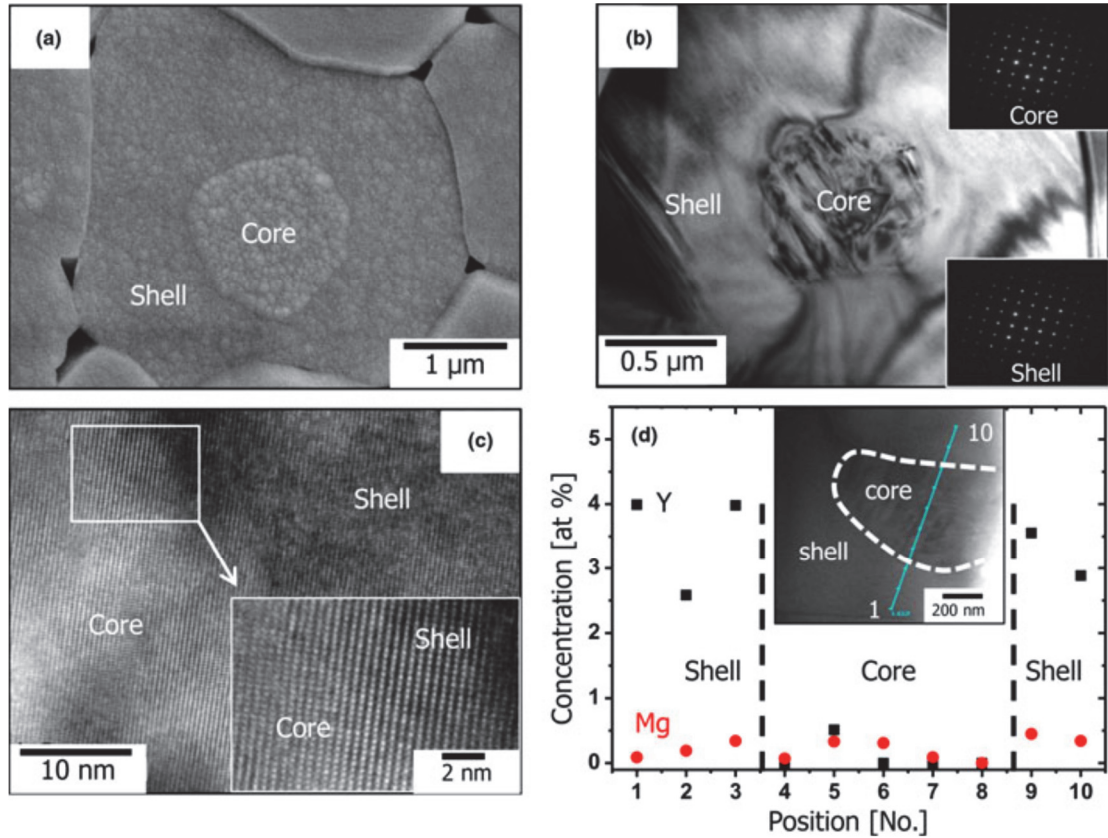 (a)
Core
Shell
1 µm
(b)
Core
Shell
Core
0.5 µm
Shell
(c)
Shell
Core
Shell
Core
10 nm
2 nm
(d)
5
4
3
2
1
0
Concentration [at %]
Y
Mg
10
core
shell
1
200 nm
Shell
Core
Shell
1 2 3 4 5 6 7 8 9 10
Position [No.]